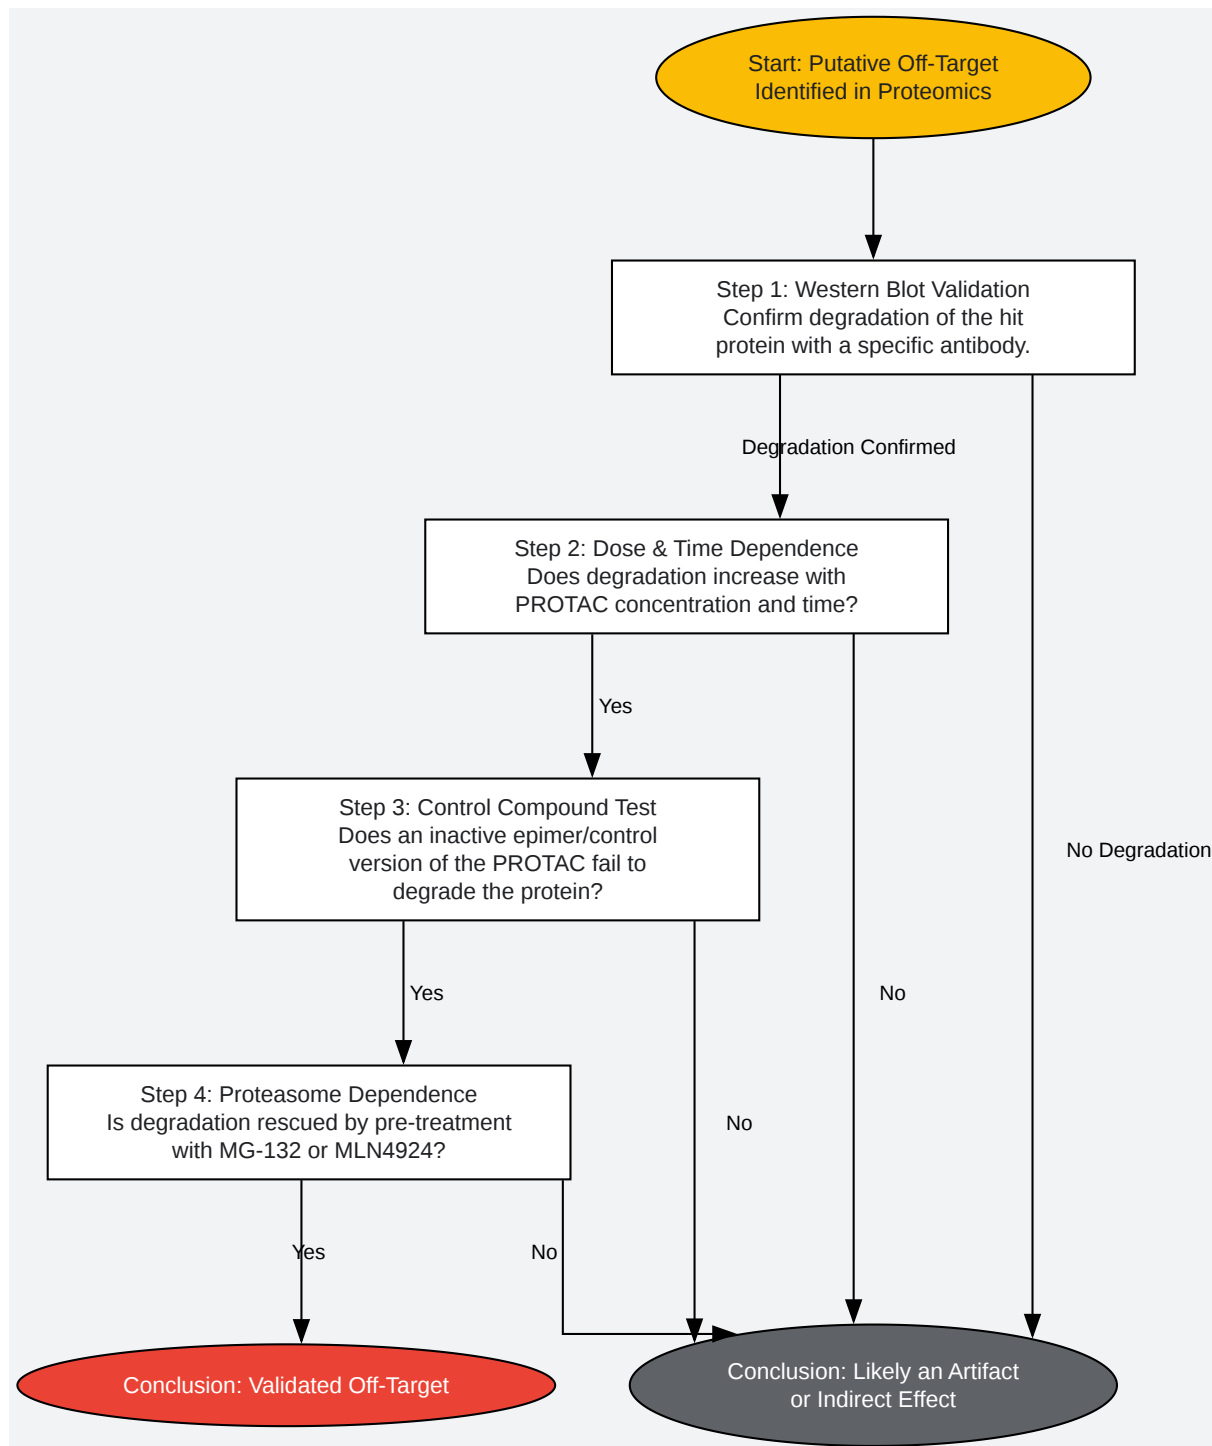 Start: Putative Off-Target
Identified in Proteomics
Step 1: Western Blot Validation
Confirm degradation of the hit
protein with a specific antibody.
Degradation Confirmed
Step 2: Dose & Time Dependence
Does degradation increase with
PROTAC concentration and time?
Yes
Step 3: Control Compound Test
Does an inactive epimer/control
version of the PROTAC fail to
degrade the protein?
No Degradation
Yes
No
Step 4: Proteasome Dependence
Is degradation rescued by pre-treatment
with MG-132 or MLN4924?
No
Yes
No
Conclusion: Validated Off-Target
Conclusion: Likely an Artifact
or Indirect Effect